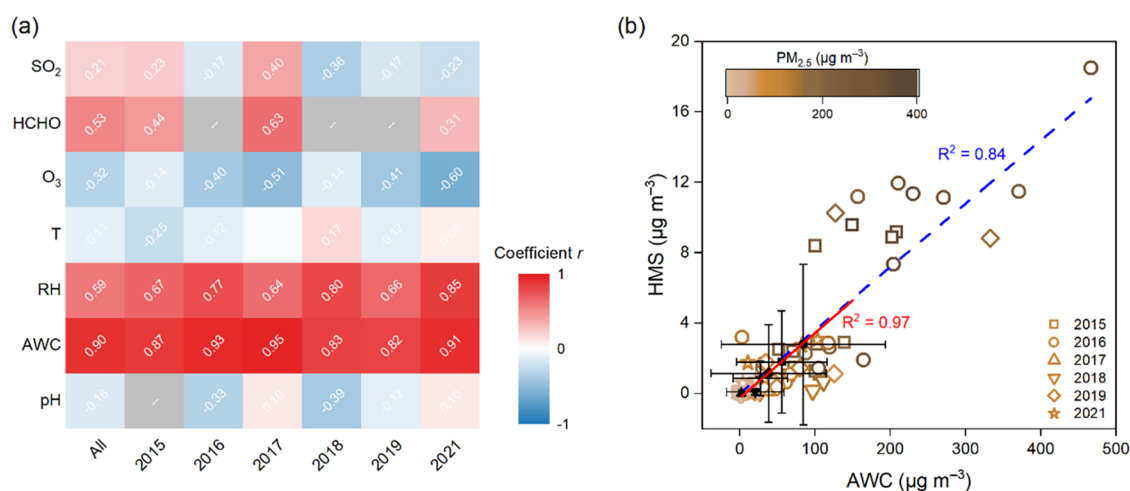 (a)
SO2 0.21 0.23 -0.17 0.40 -0.36 -0.17 -0.23
HCHO 0.53 0.44 -- 0.63 -- -- 0.31
O3 -0.32 -0.14 -0.40 -0.51 -0.14 -0.41 -0.60
T -0.11 -0.25 -0.12 0.17 -0.12
RH 0.59 0.67 0.77 0.64 0.80 0.66 0.85
AWC 0.90 0.87 0.93 0.95 0.83 0.82 0.91
pH -0.16 -- -0.33 0.10 -0.39 -0.12 0.10
All 2015 2016 2017 2018 2019 2021
Coefficient r
1
0
-1
(b)
PM2.5 (µg m−3)
0 200 400
R2 = 0.84
R2 = 0.97
2015
2016
2017
2018
2019
2021
20
16
12
8
4
0
HMS (µg m−3)
0 100 200 300 400 500
AWC (µg m−3)